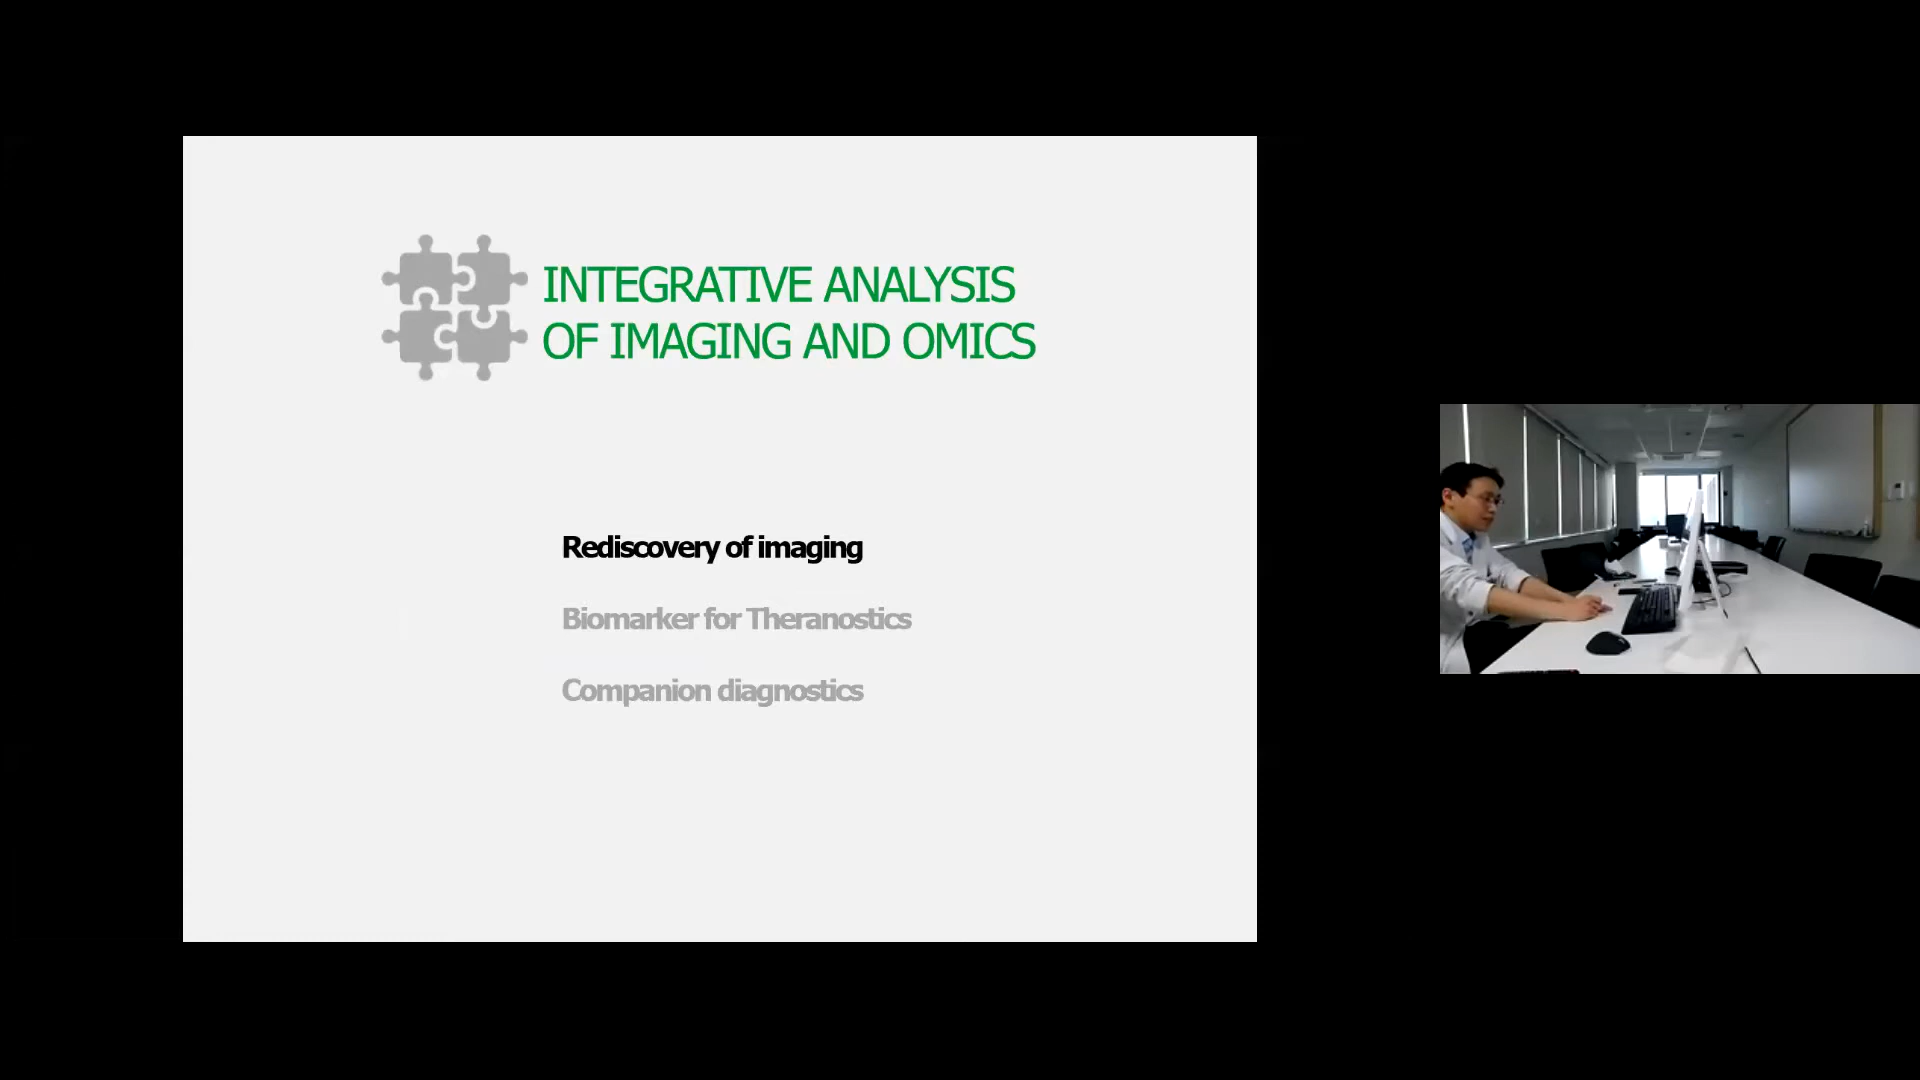 INTEGRATIVE ANALYSIS
OF IMAGING AND OMICS
Rediscovery of imaging
Biomarker for Theranostics
Companion diagnostics